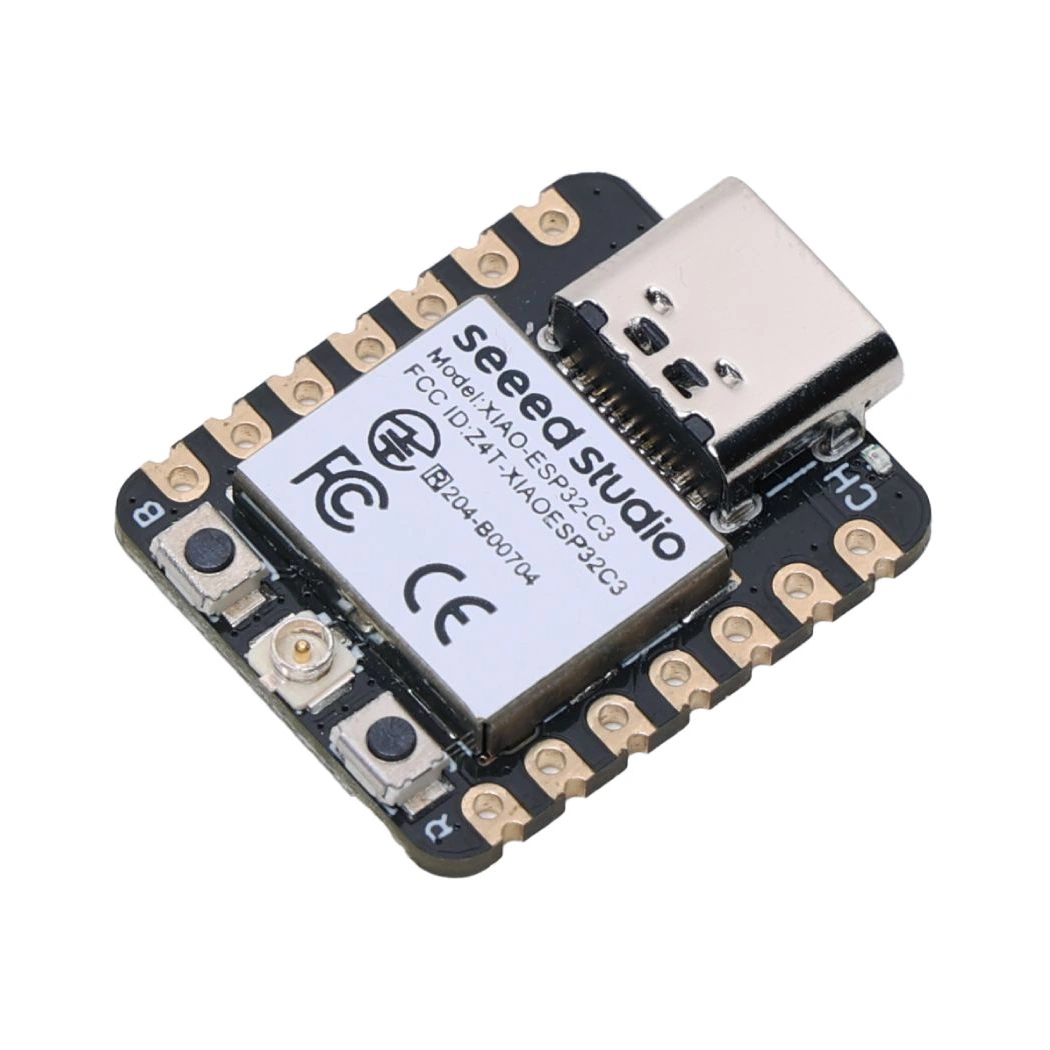 seeed studio
Model:XIAO-ESP32-C3
FCC ID:Z4T-XIAOESP32C3
R 204-B00704
FC
CE
CH
B
R